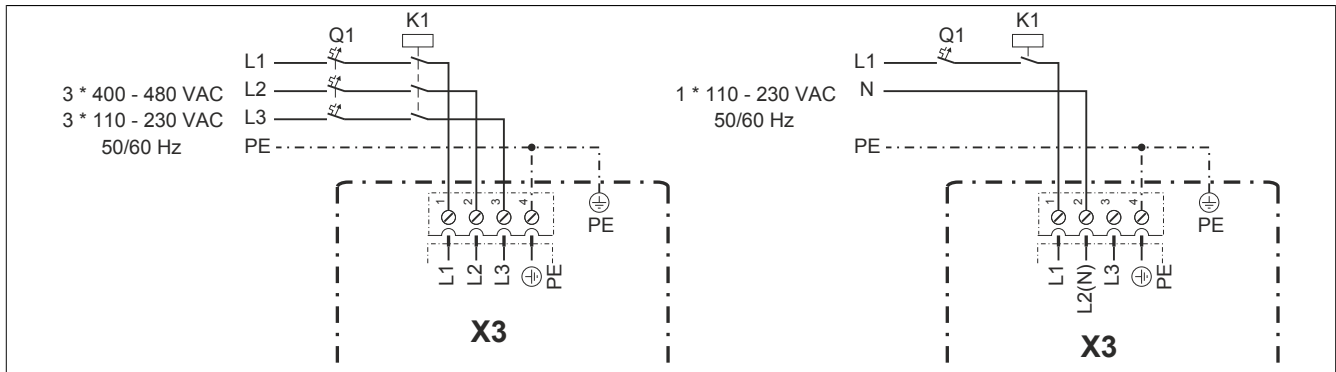 Q1
K1
L1
3 * 400 - 480 VAC
L2
3 * 110 - 230 VAC
L3
50/60 Hz
PE
1
2
3
4
PE
L1
L2
L3
PE
X3
Q1
K1
L1
1 * 110 - 230 VAC
N
50/60 Hz
PE
1
2
3
4
PE
L1
L2(N)
L3
PE
X3